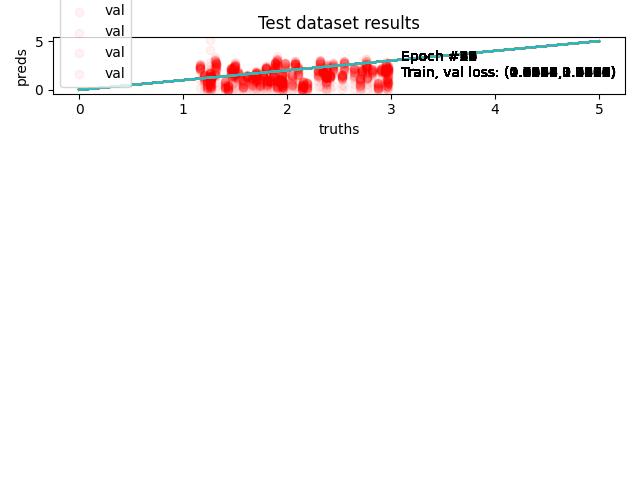 Test dataset results
val
val
val
val
5
0
preds
Epoch
Train, val loss:
0 1 2 3 4 5
truths